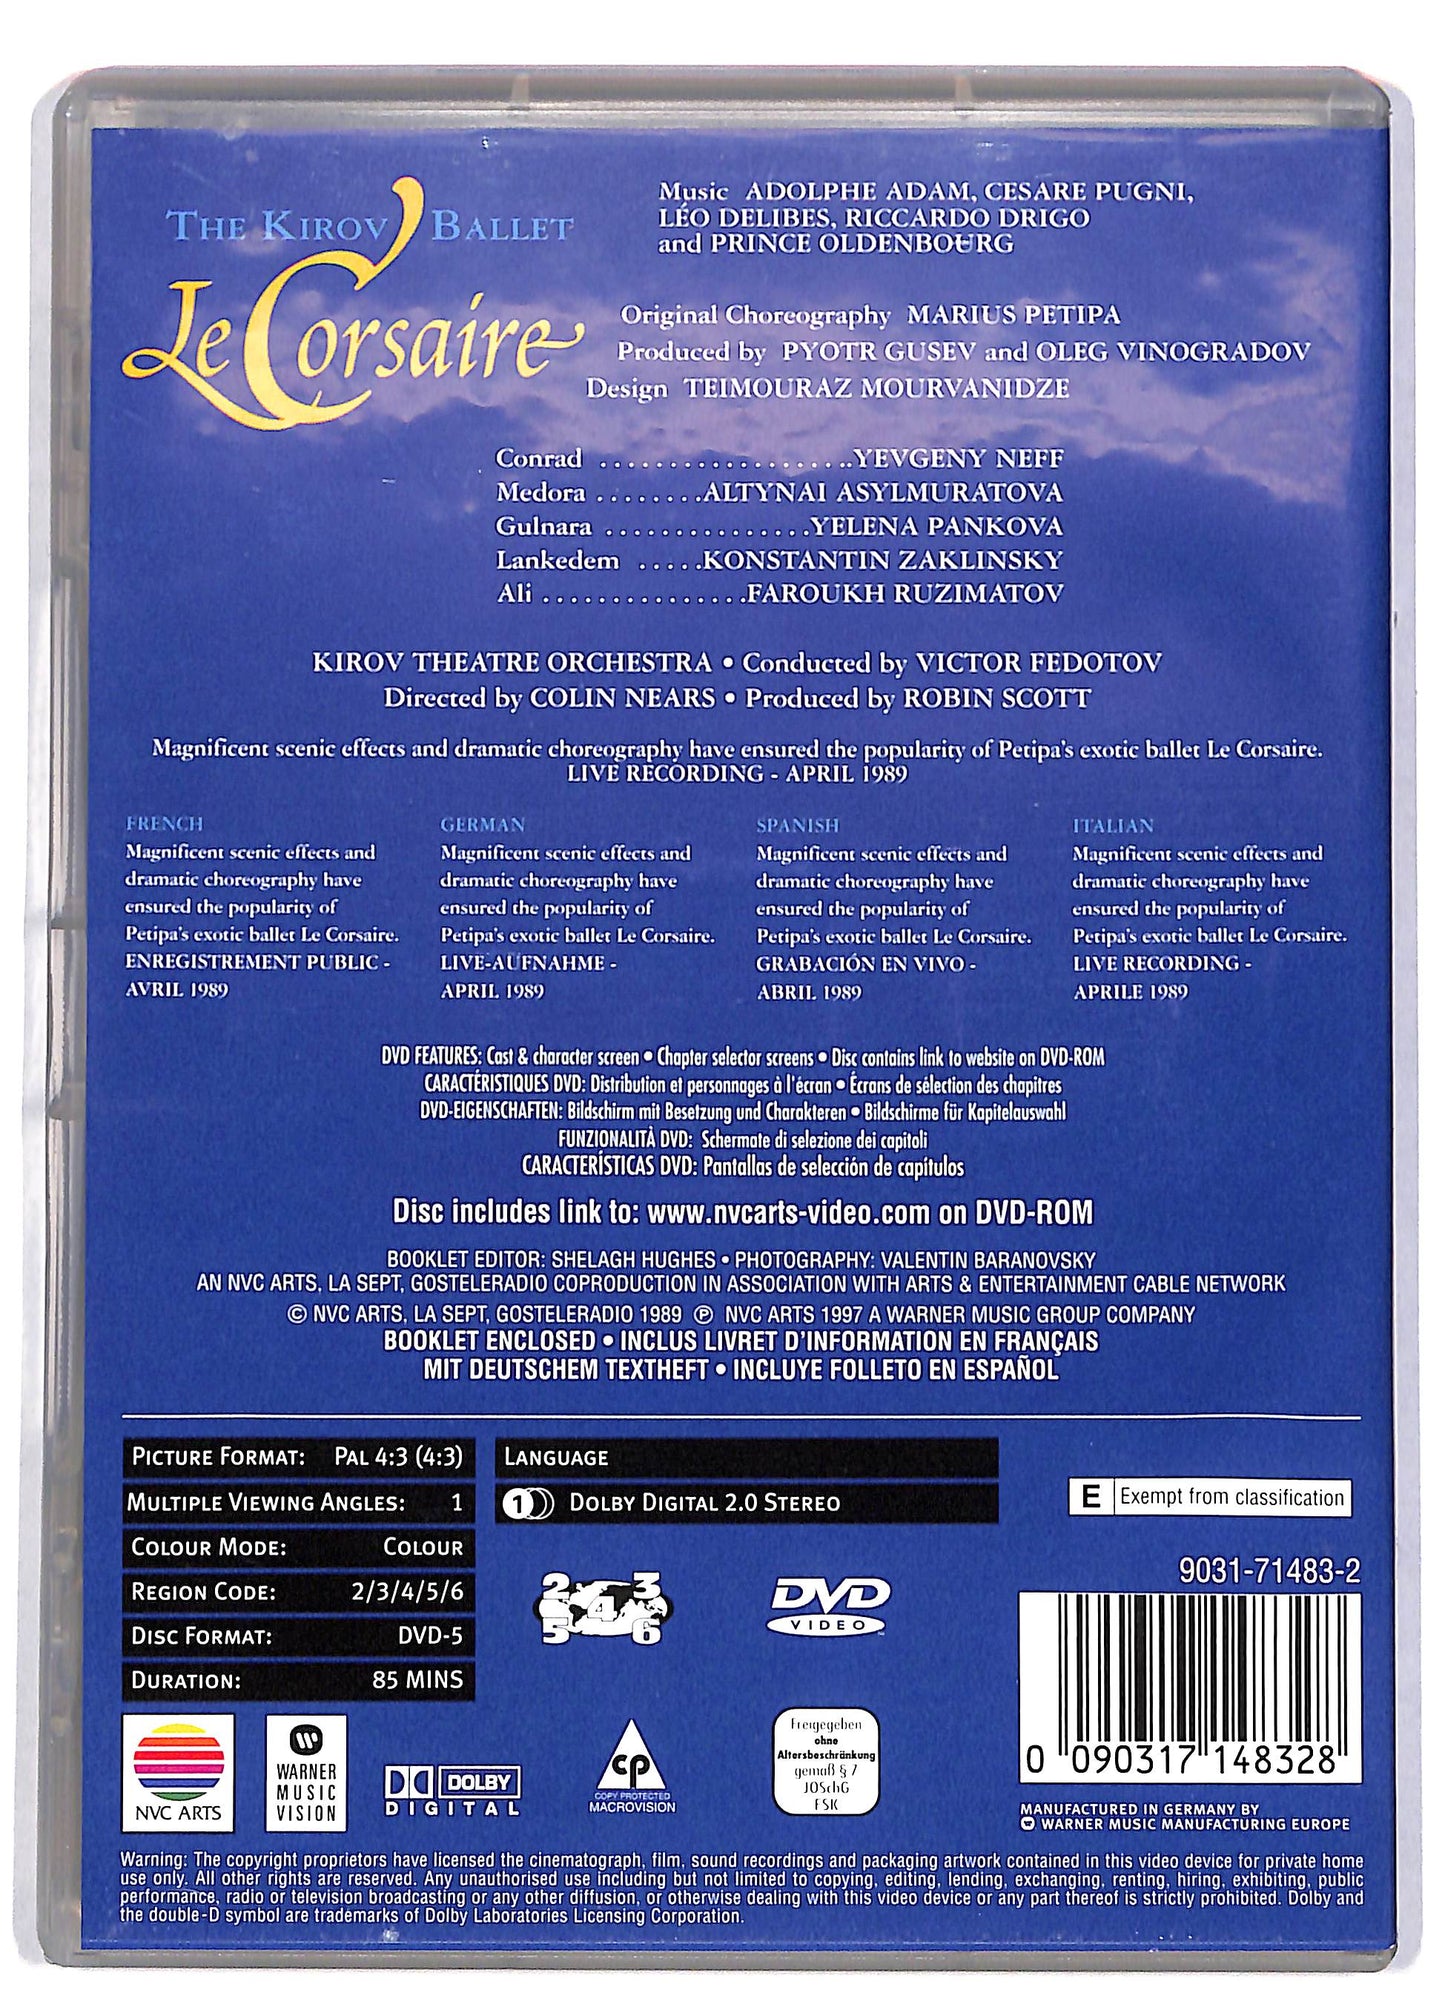 THE KIROV BALLET
Le Corsaire
Music ADOLPHE ADAM, CESARE PUGNI,
LÉO DELIBES, RICCARDO DRIGO
and PRINCE OLDENBOURG
Original Choreography MARIUS PETIPA
Produced by PYOTR GUSEV and OLEG VINOGRADOV
Design TEIMOURAZ MOURVANIDZE
Conrad ...................YEVGENY NEFF
Medora ........ALTYNAI ASYLMURATOVA
Gulnara ...............YELENA PANKOVA
Lankedem .....KONSTANTIN ZAKLINSKY
Ali ...............FAROUKH RUZIMATOV
KIROV THEATRE ORCHESTRA • Conducted by VICTOR FEDOTOV
Directed by COLIN NEARS • Produced by ROBIN SCOTT
Magnificent scenic effects and dramatic choreography have ensured the popularity of Petipa's exotic ballet Le Corsaire.
LIVE RECORDING - APRIL 1989
FRENCH
Magnificent scenic effects and
dramatic choreography have
ensured the popularity of
Petipa's exotic ballet Le Corsaire.
ENREGISTREMENT PUBLIC -
AVRIL 1989
GERMAN
Magnificent scenic effects and
dramatic choreography have
ensured the popularity of
Petipa's exotic ballet Le Corsaire.
LIVE-AUFNAHME -
APRIL 1989
SPANISH
Magnificent scenic effects and
dramatic choreography have
ensured the popularity of
Petipa's exotic ballet Le Corsaire.
GRABACIÓN EN VIVO -
ABRIL 1989
ITALIAN
Magnificent scenic effects and
dramatic choreography have
ensured the popularity of
Petipa's exotic ballet Le Corsaire.
LIVE RECORDING -
APRILE 1989
DVD FEATURES: Cast & character screen • Chapter selector screens • Disc contains link to website on DVD-ROM
CARACTÉRISTIQUES DVD: Distribution et personnages à l'écran • Écrans de sélection des chapitres
DVD-EIGENSCHAFTEN: Bildschirm mit Besetzung und Charakteren • Bildschirme für Kapitelauswahl
FUNZIONALITÀ DVD: Schermate di selezione dei capitoli
CARACTERÍSTICAS DVD: Pantallas de selección de capítulos
Disc includes link to: www.nvcarts-video.com on DVD-ROM
BOOKLET EDITOR: SHELAGH HUGHES • PHOTOGRAPHY: VALENTIN BARANOVSKY
AN NVC ARTS, LA SEPT, GOSTELERADIO COPRODUCTION IN ASSOCIATION WITH ARTS & ENTERTAINMENT CABLE NETWORK
© NVC ARTS, LA SEPT, GOSTELERADIO 1989 ℗ NVC ARTS 1997 A WARNER MUSIC GROUP COMPANY
BOOKLET ENCLOSED • INCLUS LIVRET D'INFORMATION EN FRANÇAIS
MIT DEUTSCHEM TEXTHEFT • INCLUYE FOLLETO EN ESPAÑOL
PICTURE FORMAT: PAL 4:3 (4:3)
MULTIPLE VIEWING ANGLES: 1
COLOUR MODE: COLOUR
REGION CODE: 2/3/4/5/6
DISC FORMAT: DVD-5
DURATION: 85 MINS
LANGUAGE
1 DOLBY DIGITAL 2.0 STEREO
2 3
4
5 6
DVD
VIDEO
E Exempt from classification
9031-71483-2
0 090317 148328
MANUFACTURED IN GERMANY BY
WARNER MUSIC MANUFACTURING EUROPE
NVC ARTS
WARNER
MUSIC
VISION
DOLBY
DIGITAL
cp
COPY PROTECTED
MACROVISION
Freigegeben
ohne
Altersbeschränkung
gemäß § 7
JÖSchG
FSK
Warning: The copyright proprietors have licensed the cinematograph, film, sound recordings and packaging artwork contained in this video device for private home
use only. All other rights are reserved. Any unauthorised use including but not limited to copying, editing, lending, exchanging, renting, hiring, exhibiting, public
performance, radio or television broadcasting or any other diffusion, or otherwise dealing with this video device or any part thereof is strictly prohibited. Dolby and
the double-D symbol are trademarks of Dolby Laboratories Licensing Corporation.